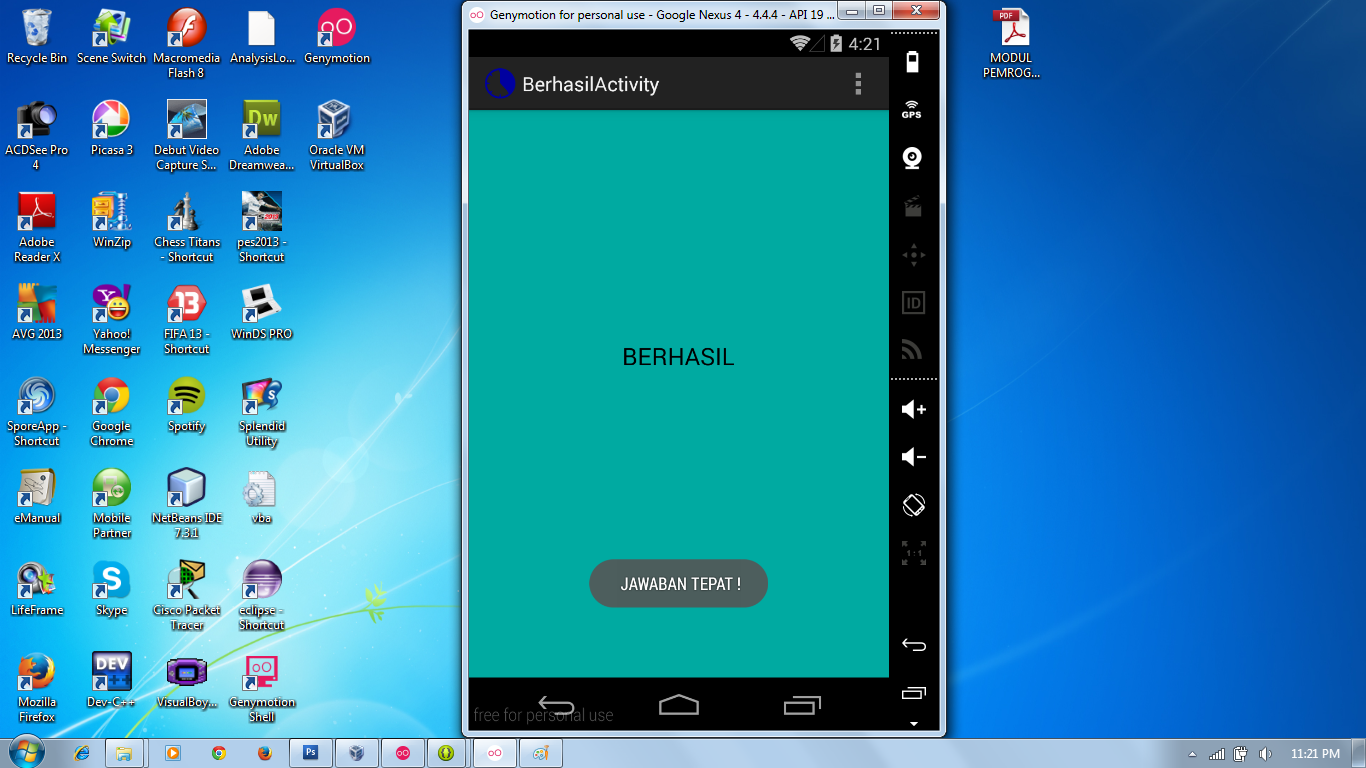 Recycle Bin
Scene Switch
Macromedia
Flash 8
AnalysisLo...
Genymotion
ACDSee Pro
4
Picasa 3
Debut Video
Capture S...
Dw
Adobe
Dreamwea...
Oracle VM
VirtualBox
Adobe
Reader X
WinZip
Chess Titans
- Shortcut
pes2013 -
Shortcut
AVG 2013
Yahoo!
Messenger
13
FIFA 13 -
Shortcut
WinDS PRO
SporeApp -
Shortcut
Google
Chrome
Spotify
Splendid
Utility
eManual
Mobile
Partner
NetBeans IDE
7.3.1
vba
LifeFrame
Skype
Cisco Packet
Tracer
eclipse -
Shortcut
Mozilla
Firefox
DEV
Dev-C++
VisualBoy...
Genymotion
Shell
Genymotion for personal use - Google Nexus 4 - 4.4.4 - API 19 ...
4:21
BerhasilActivity
BERHASIL
JAWABAN TEPAT !
free for personal use
GPS
ID
1:1
PDF
MODUL
PEMROG...
Ps
11:21 PM